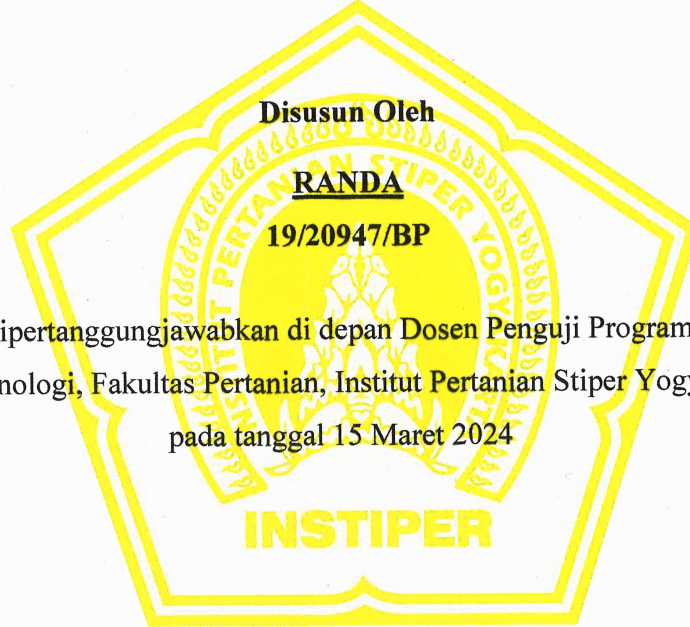 Disusun Oleh
INSTITUT PERTANIAN STIPER YOGYAKARTA
RANDA
19/20947/BP
ipertanggungjawabkan di depan Dosen Penguji Program
nologi, Fakultas Pertanian, Institut Pertanian Stiper Yogy
pada tanggal 15 Maret 2024
INSTIPER